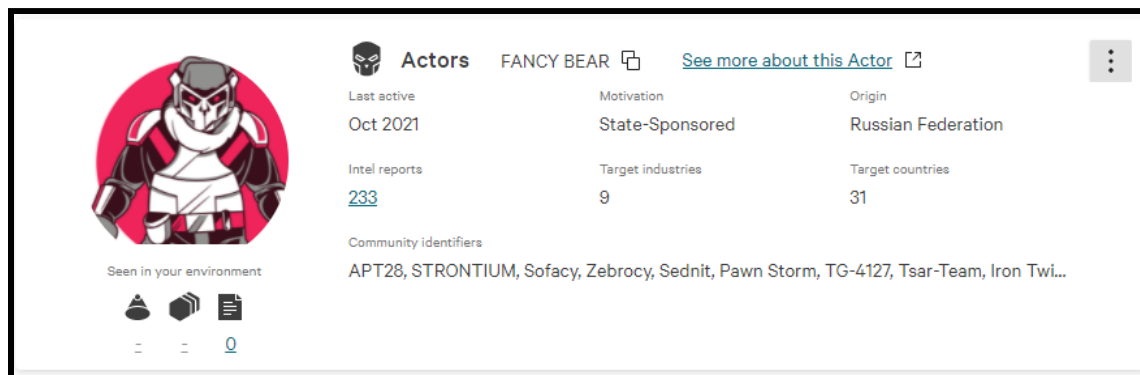 Actors FANCY BEAR See more about this Actor
Last active Motivation Origin
Oct 2021 State-Sponsored Russian Federation
Intel reports Target industries Target countries
233 9 31
Community identifiers
APT28, STRONTIUM, Sofacy, Zebrocy, Sednit, Pawn Storm, TG-4127, Tsar-Team, Iron Twi...
Seen in your environment
- - 0